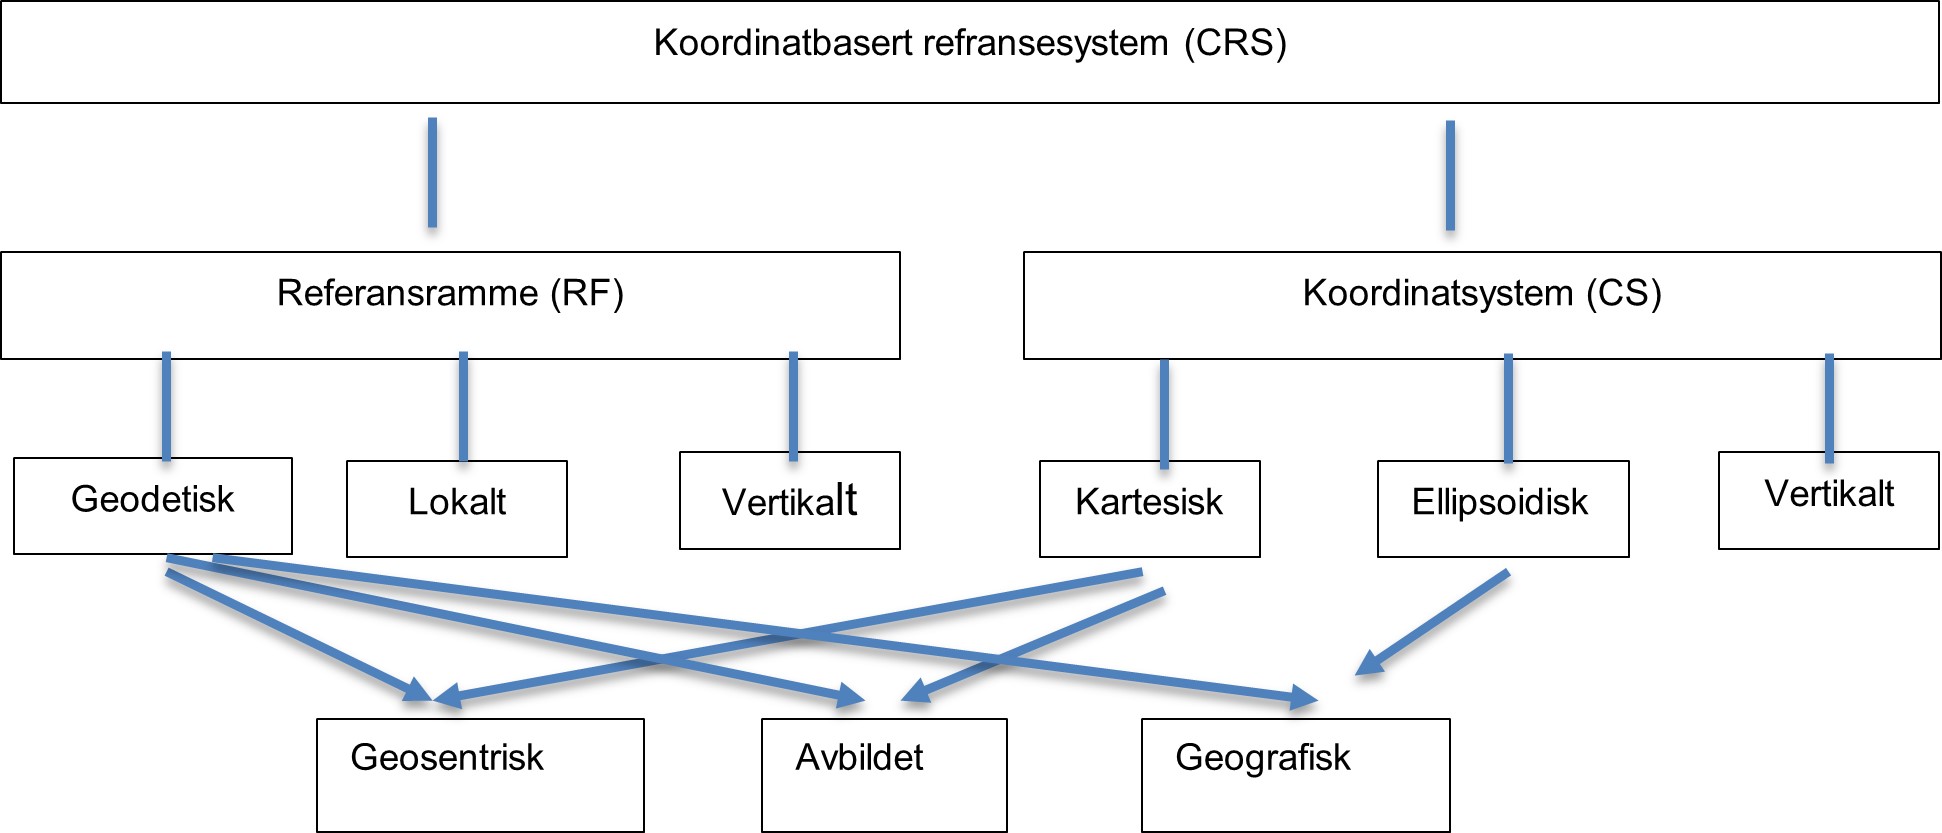 Koordinatbasert refransesystem (CRS)
Referansramme (RF)
Koordinatsystem (CS)
Geodetisk
Lokalt
Vertikalt
Kartesisk
Ellipsoidisk
Vertikalt
Geosentrisk
Avbildet
Geografisk